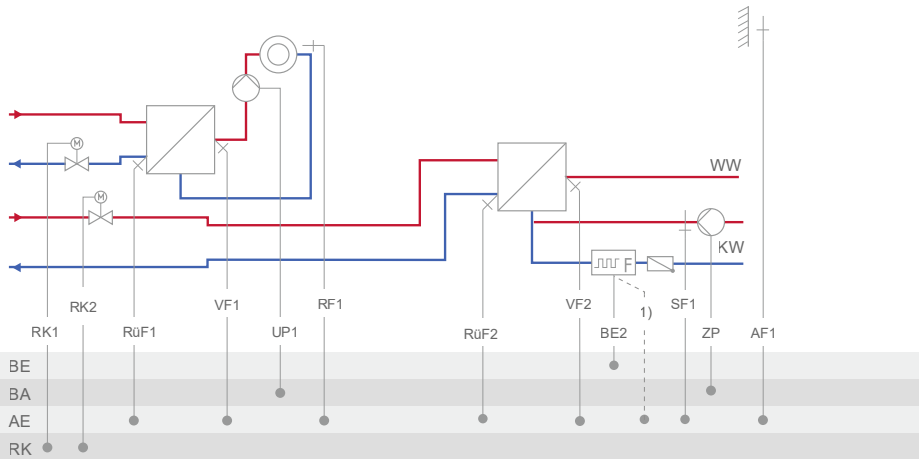 M
M
WW
KW
F
RK1
RK2
RüF1
VF1
UP1
RF1
RüF2
VF2
BE2
1)
SF1
ZP
AF1
BE
BA
AE
RK